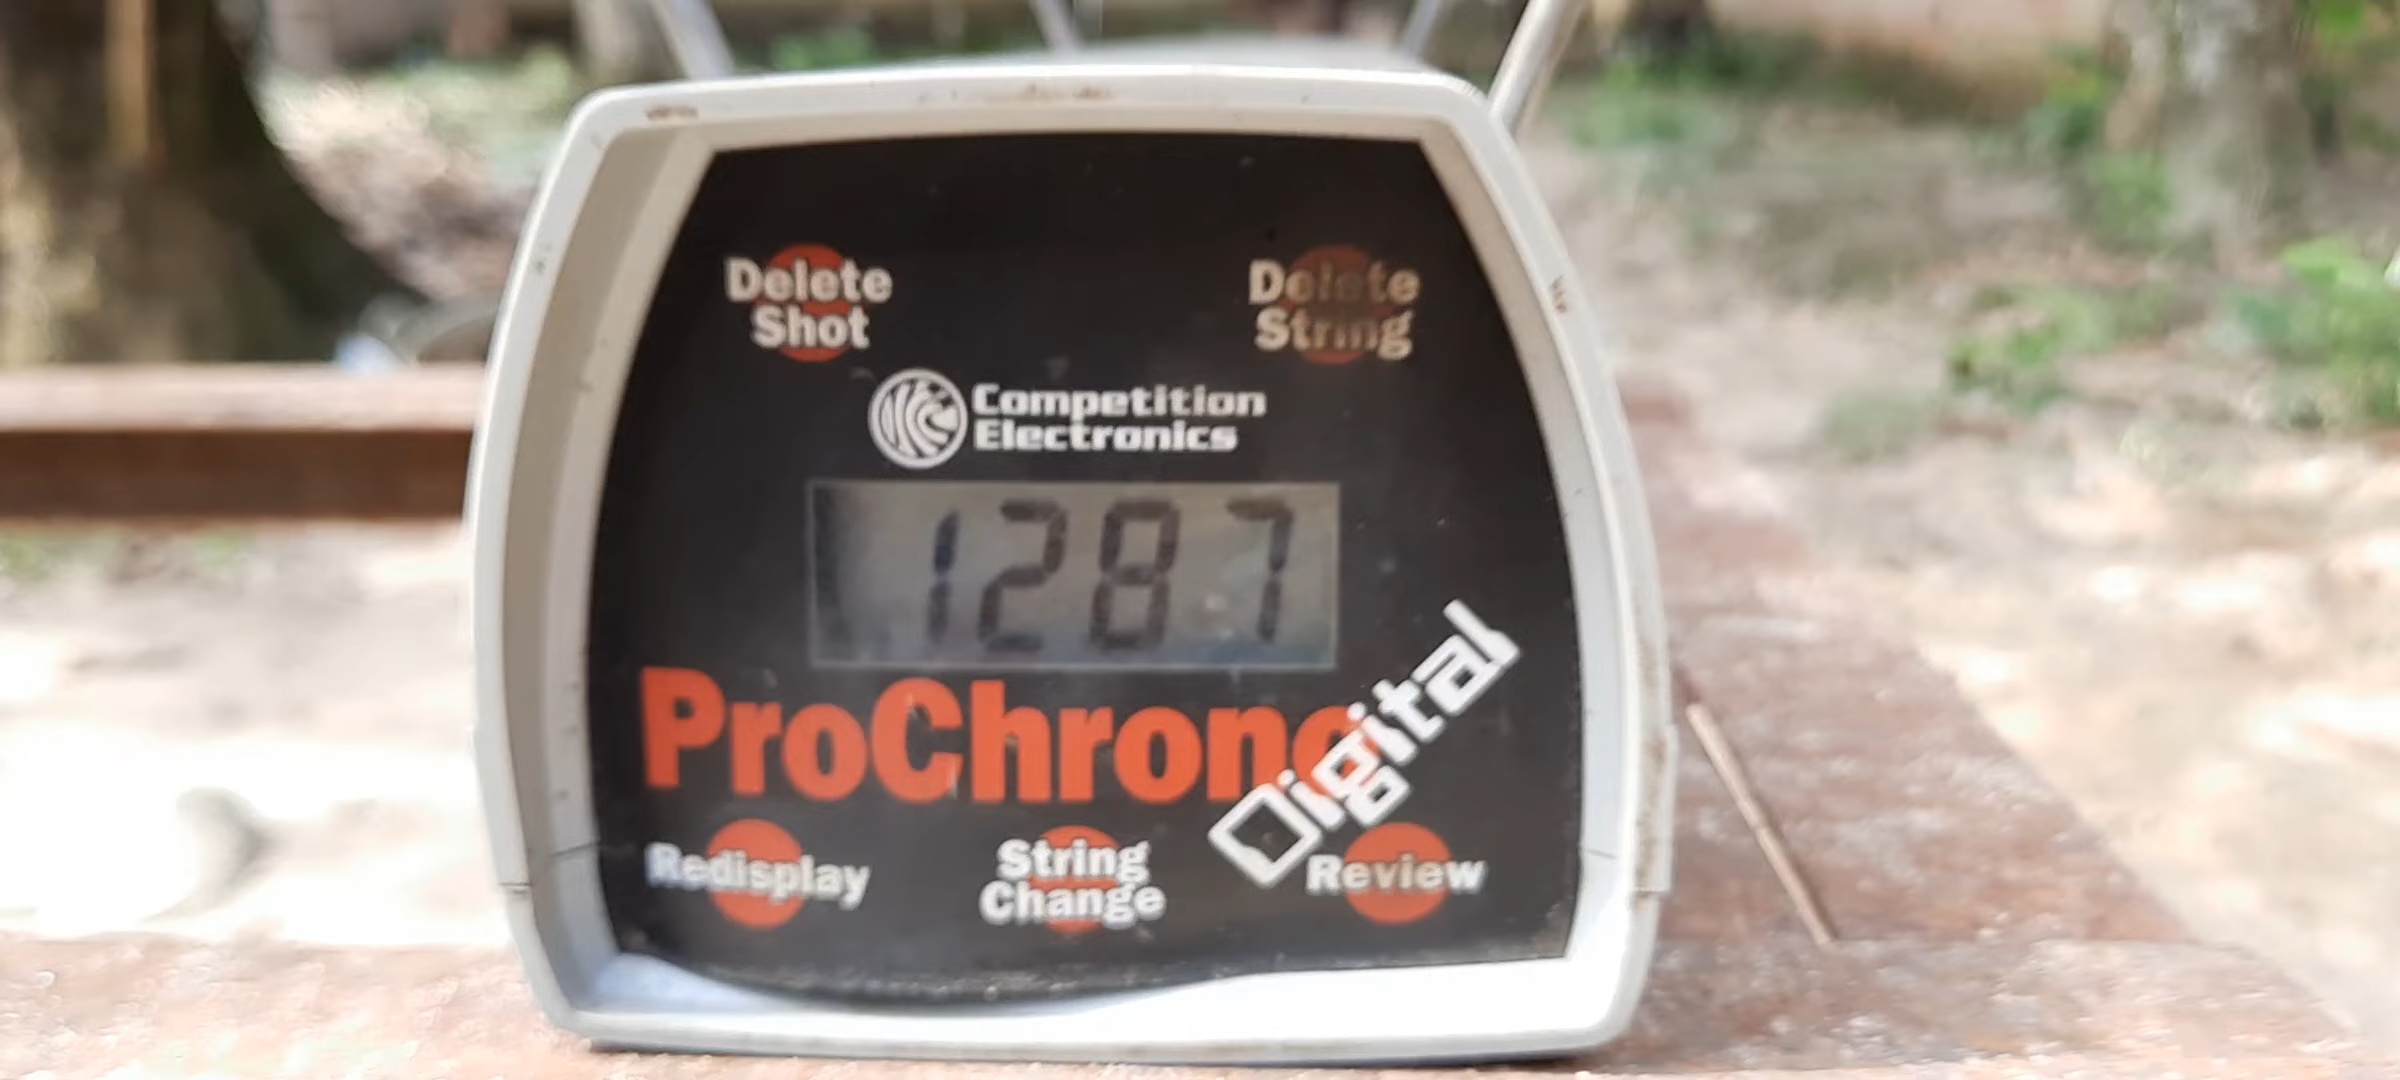 Delete
Shot
Delete
String
Competition
Electronics
1287
ProChrono
Digital
Redisplay
String
Change
Review